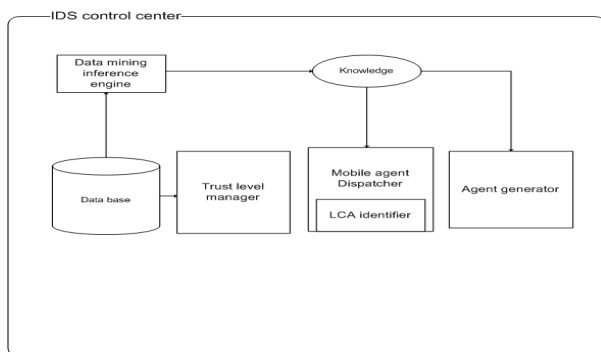 IDS control center
Data mining
inference
engine
Knowledge
Data base
Trust level
manager
Mobile agent
Dispatcher
LCA identifier
Agent generator